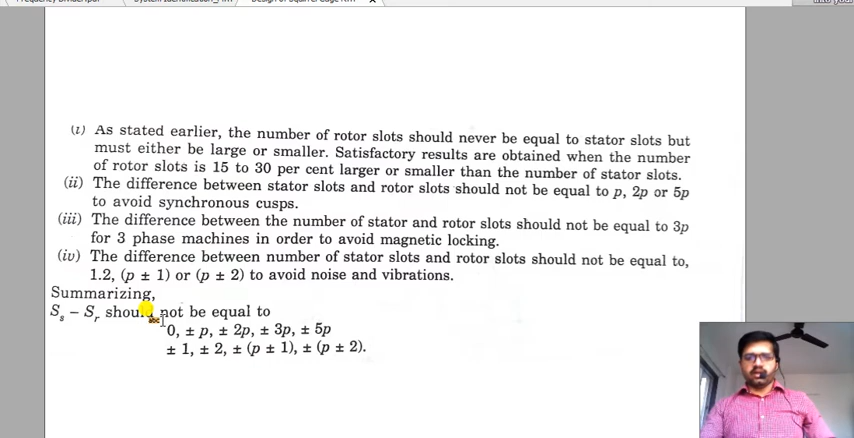 (i) As stated earlier, the number of rotor slots should never be equal to stator slots but
must either be large or smaller. Satisfactory results are obtained when the number
of rotor slots is 15 to 30 per cent larger or smaller than the number of stator slots.
(ii) The difference between stator slots and rotor slots should not be equal to p, 2p or 5p
to avoid synchronous cusps.
(iii) The difference between the number of stator and rotor slots should not be equal to 3p
for 3 phase machines in order to avoid magnetic locking.
(iv) The difference between number of stator slots and rotor slots should not be equal to,
1.2, (p ± 1) or (p ± 2) to avoid noise and vibrations.
Summarizing,
Sₛ – Sᵣ should not be equal to
0, ± p, ± 2p, ± 3p, ± 5p
± 1, ± 2, ± (p ± 1), ± (p ± 2).